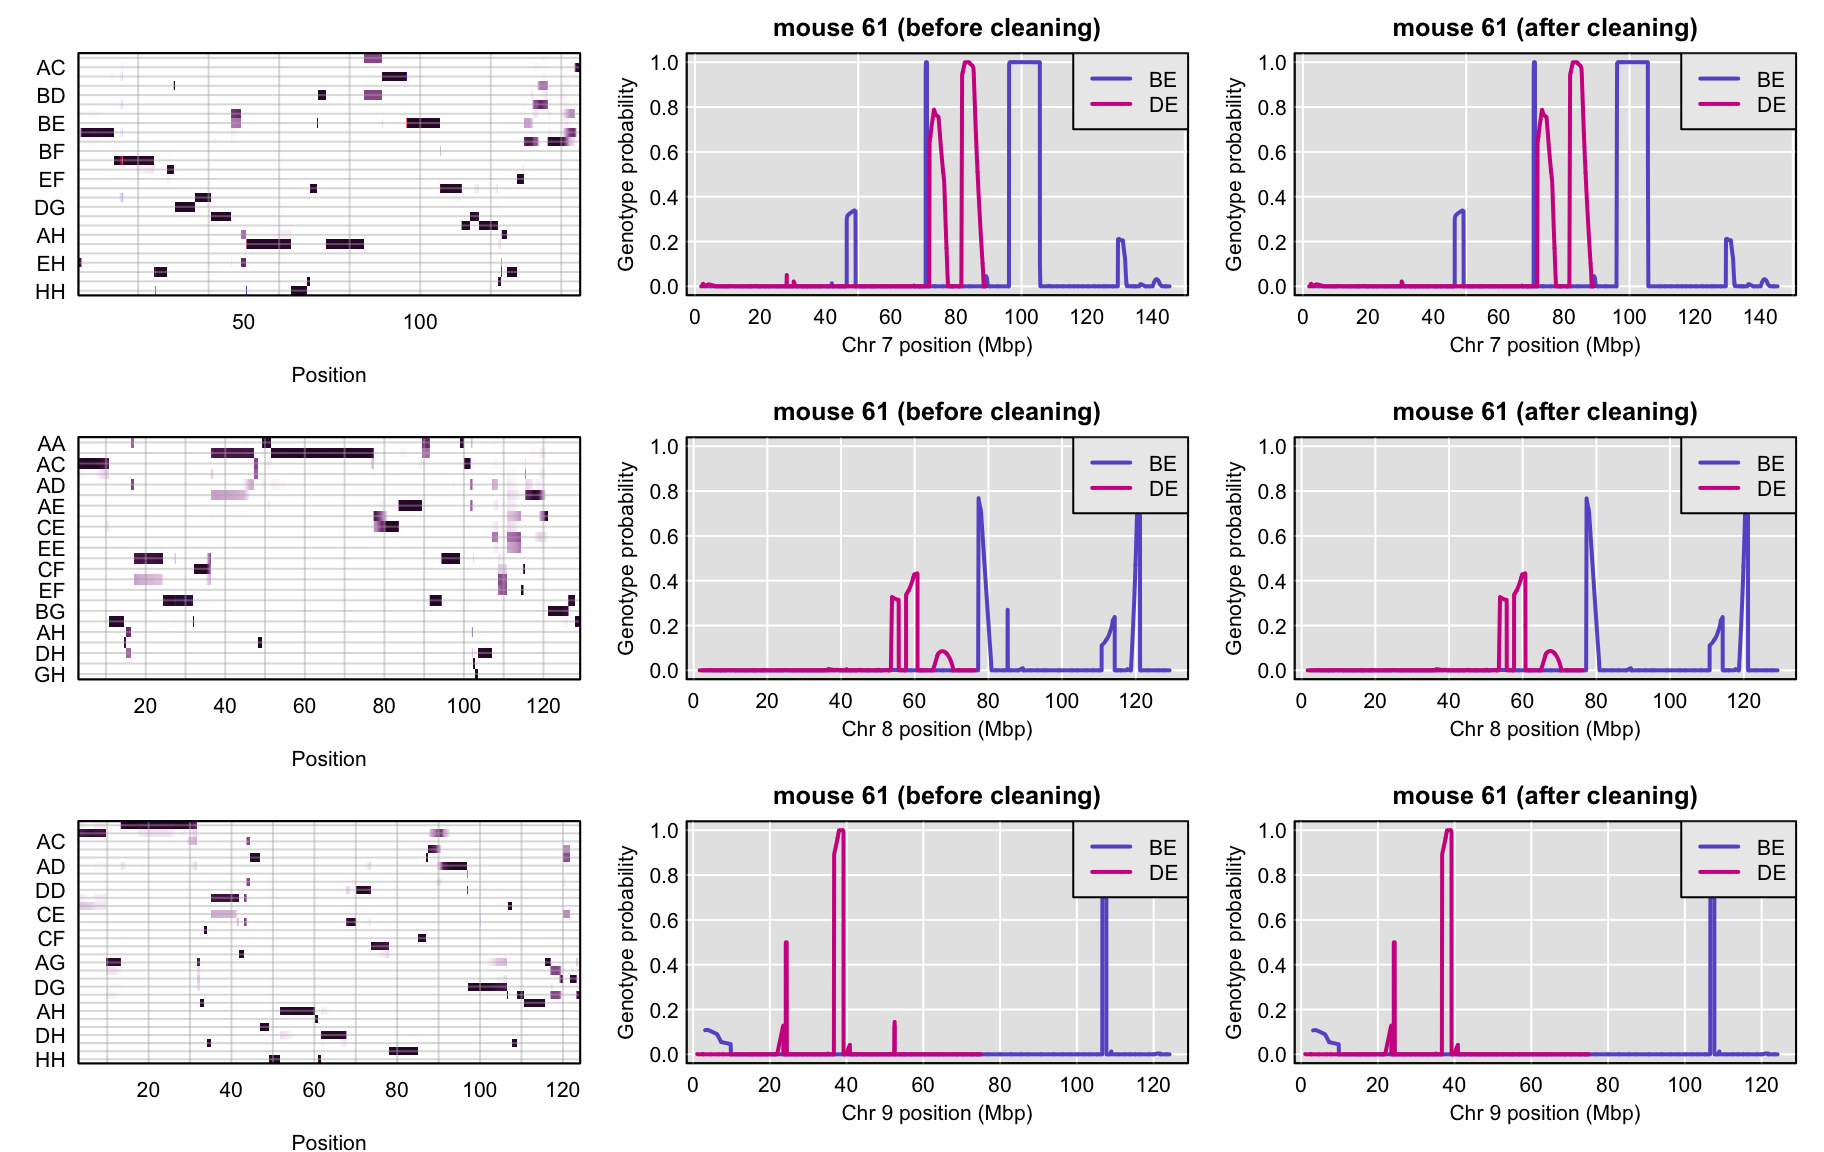 AC
BD
BE
BF
EF
DG
AH
EH
HH
50 100
Position
mouse 61 (before cleaning)
Genotype probability
1.0
0.8
0.6
0.4
0.2
0.0
BE
DE
0 20 40 60 80 100 120 140
Chr 7 position (Mbp)
mouse 61 (after cleaning)
Genotype probability
1.0
0.8
0.6
0.4
0.2
0.0
BE
DE
0 20 40 60 80 100 120 140
Chr 7 position (Mbp)
AA
AC
AD
AE
CE
EE
CF
EF
BG
AH
DH
GH
20 40 60 80 100 120
Position
mouse 61 (before cleaning)
Genotype probability
1.0
0.8
0.6
0.4
0.2
0.0
BE
DE
0 20 40 60 80 100 120
Chr 8 position (Mbp)
mouse 61 (after cleaning)
Genotype probability
1.0
0.8
0.6
0.4
0.2
0.0
BE
DE
0 20 40 60 80 100 120
Chr 8 position (Mbp)
AC
AD
DD
CE
CF
AG
DG
AH
DH
HH
20 40 60 80 100 120
Position
mouse 61 (before cleaning)
Genotype probability
1.0
0.8
0.6
0.4
0.2
0.0
BE
DE
0 20 40 60 80 100 120
Chr 9 position (Mbp)
mouse 61 (after cleaning)
Genotype probability
1.0
0.8
0.6
0.4
0.2
0.0
BE
DE
0 20 40 60 80 100 120
Chr 9 position (Mbp)